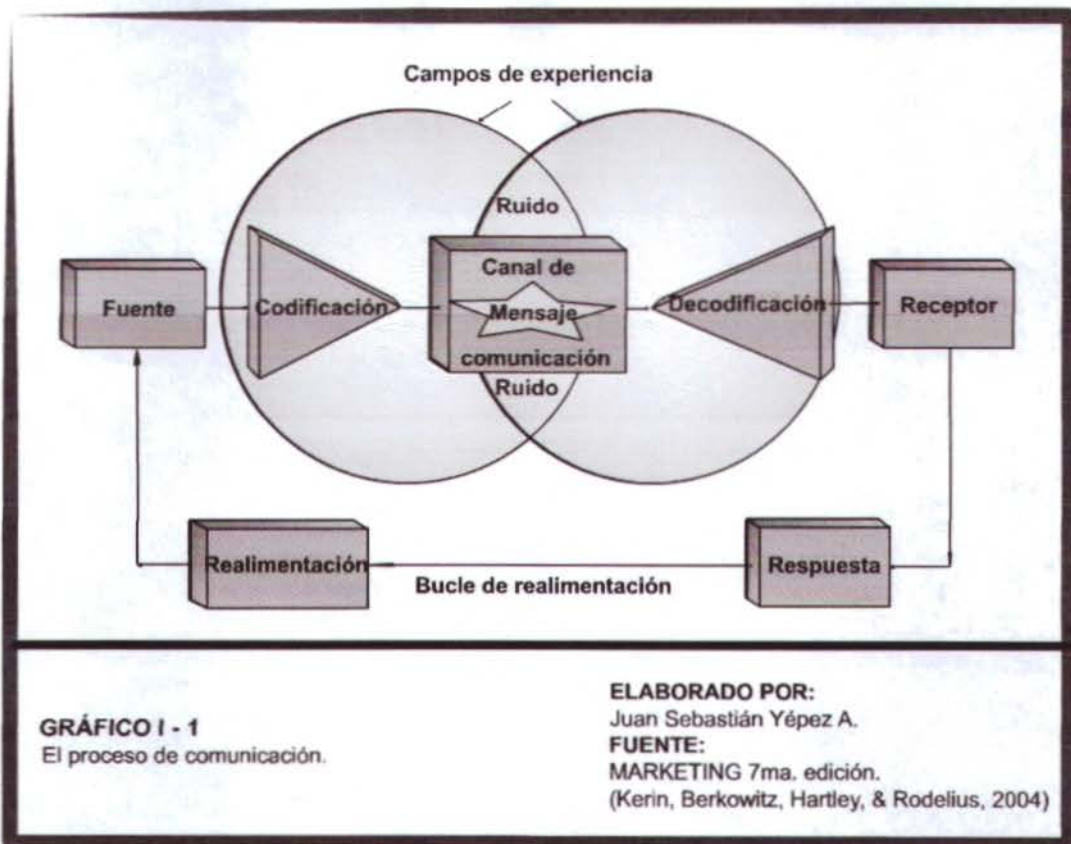 Campos de experiencia
Ruido
Fuente
Codificación
Canal de
Mensaje
comunicación
Decodificación
Receptor
Ruido
Realimentación
Bucle de realimentación
Respuesta
GRÁFICO I - 1
El proceso de comunicación.
ELABORADO POR:
Juan Sebastián Yépez A.
FUENTE:
MARKETING 7ma. edición.
(Kerin, Berkowitz, Hartley, & Rodelius, 2004)